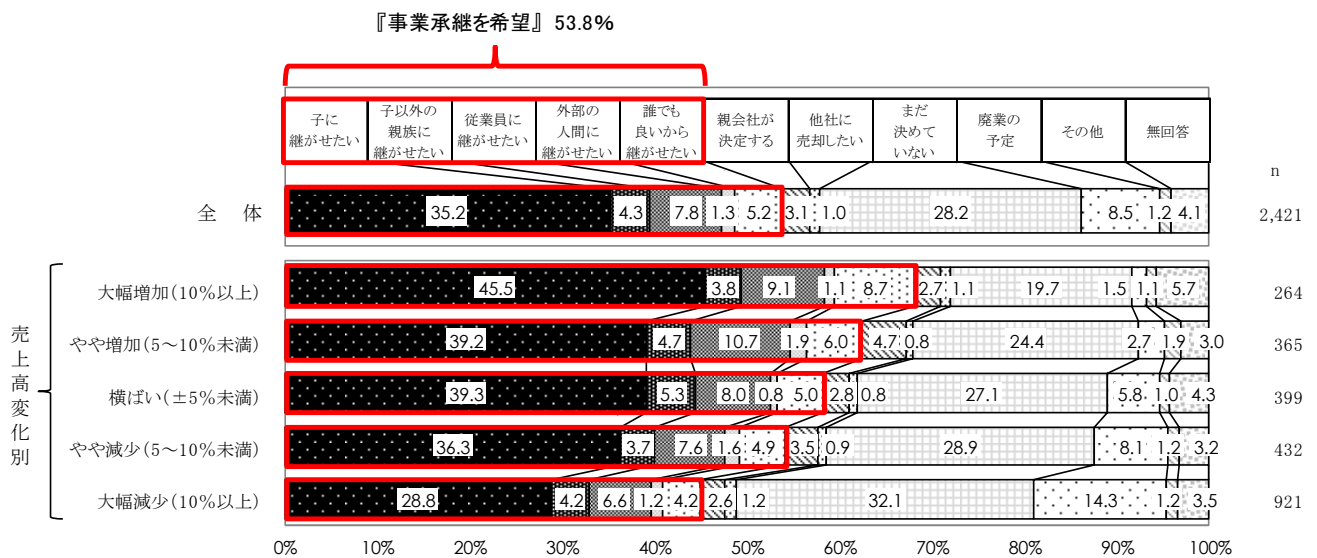 『事業承継を希望』 53.8%
子に
継がせたい
子以外の
親族に
継がせたい
従業員に
継がせたい
外部の
人間に
継がせたい
誰でも
良いから
継がせたい
親会社が
決定する
他社に
売却したい
まだ
決めて
いない
廃業の
予定
その他
無回答
n
全 体 35.2 4.3 7.8 1.3 5.2 3.1 1.0 28.2 8.5 1.2 4.1 2,421
売上高変化別
大幅増加(10%以上) 45.5 3.8 9.1 1.1 8.7 2.7 1.1 19.7 1.5 1.1 5.7 264
やや増加(5～10%未満) 39.2 4.7 10.7 1.9 6.0 4.7 0.8 24.4 2.7 1.9 3.0 365
横ばい(±5%未満) 39.3 5.3 8.0 0.8 5.0 2.8 0.8 27.1 5.8 1.0 4.3 399
やや減少(5～10%未満) 36.3 3.7 7.6 1.6 4.9 3.5 0.9 28.9 8.1 1.2 3.2 432
大幅減少(10%以上) 28.8 4.2 6.6 1.2 4.2 2.6 1.2 32.1 14.3 1.2 3.5 921
0% 10% 20% 30% 40% 50% 60% 70% 80% 90% 100%